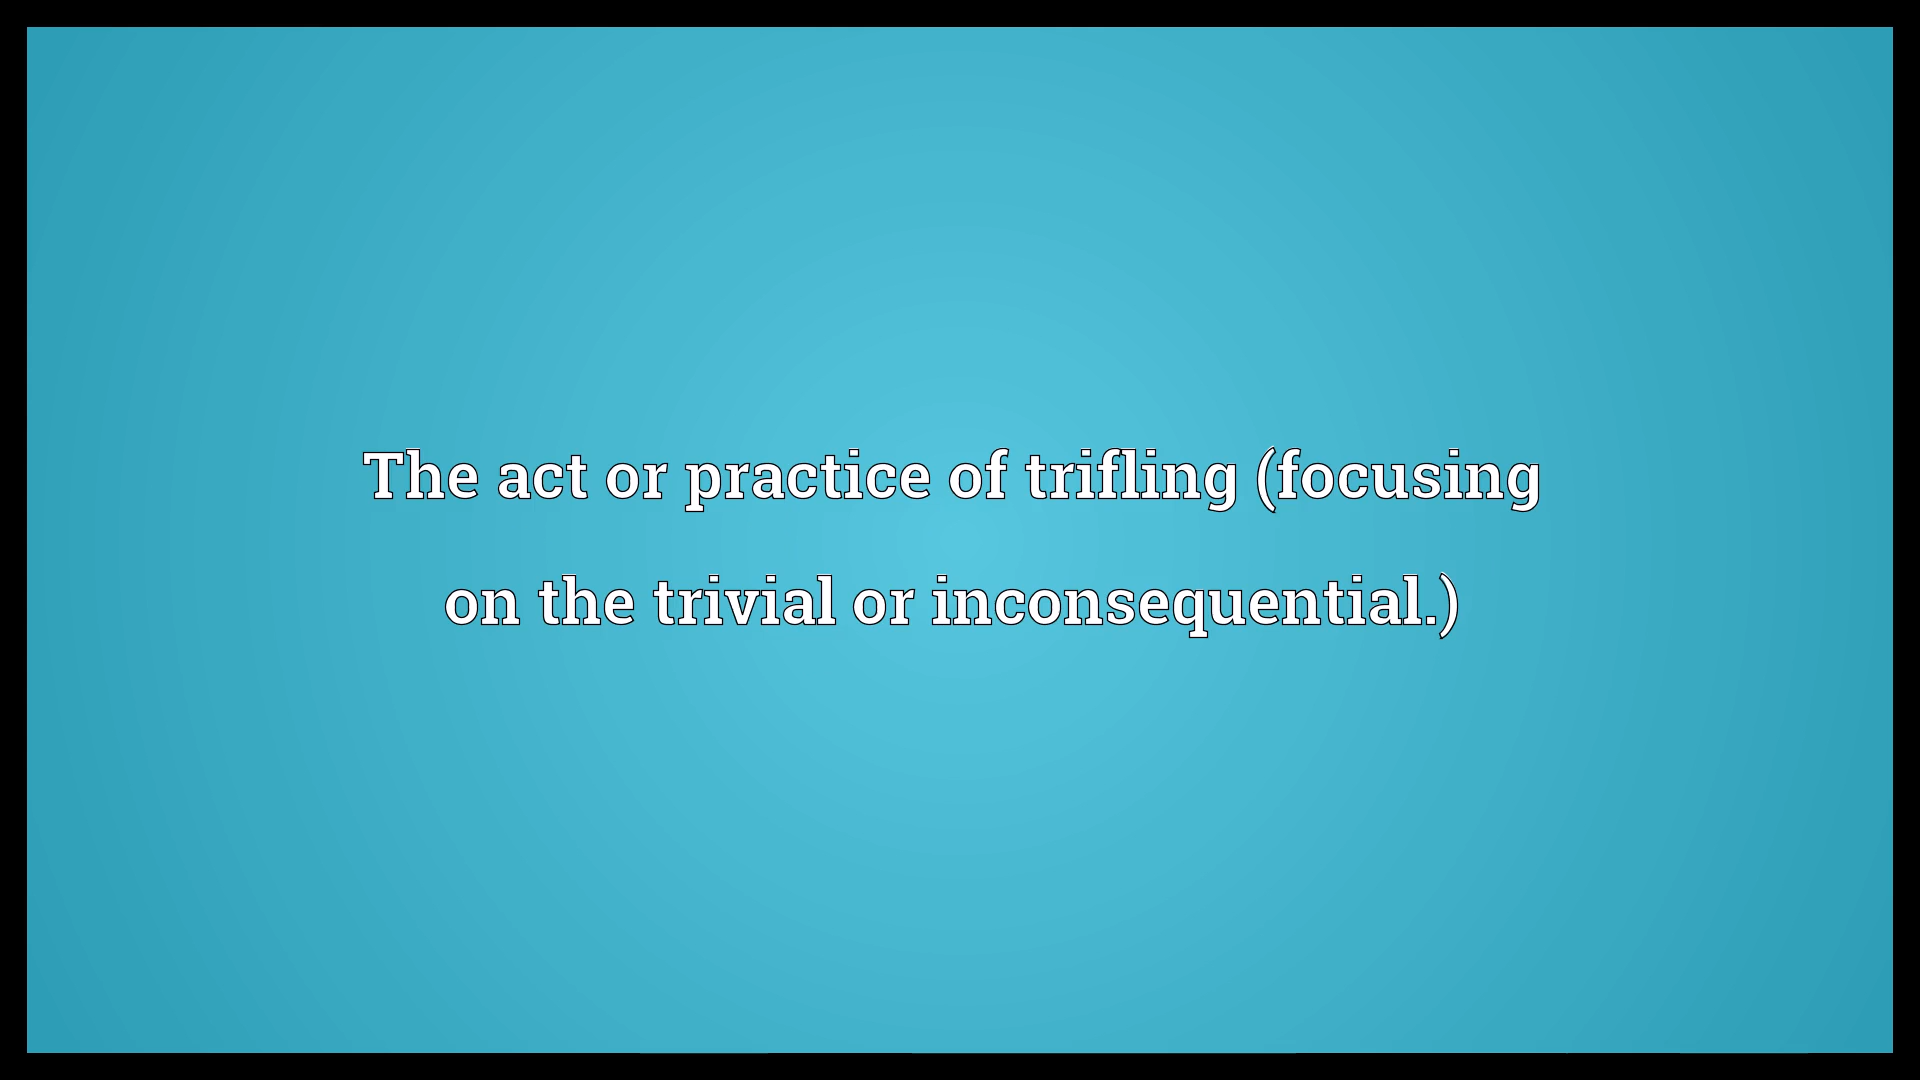 The act or practice of trifling (focusing
on the trivial or inconsequential.)